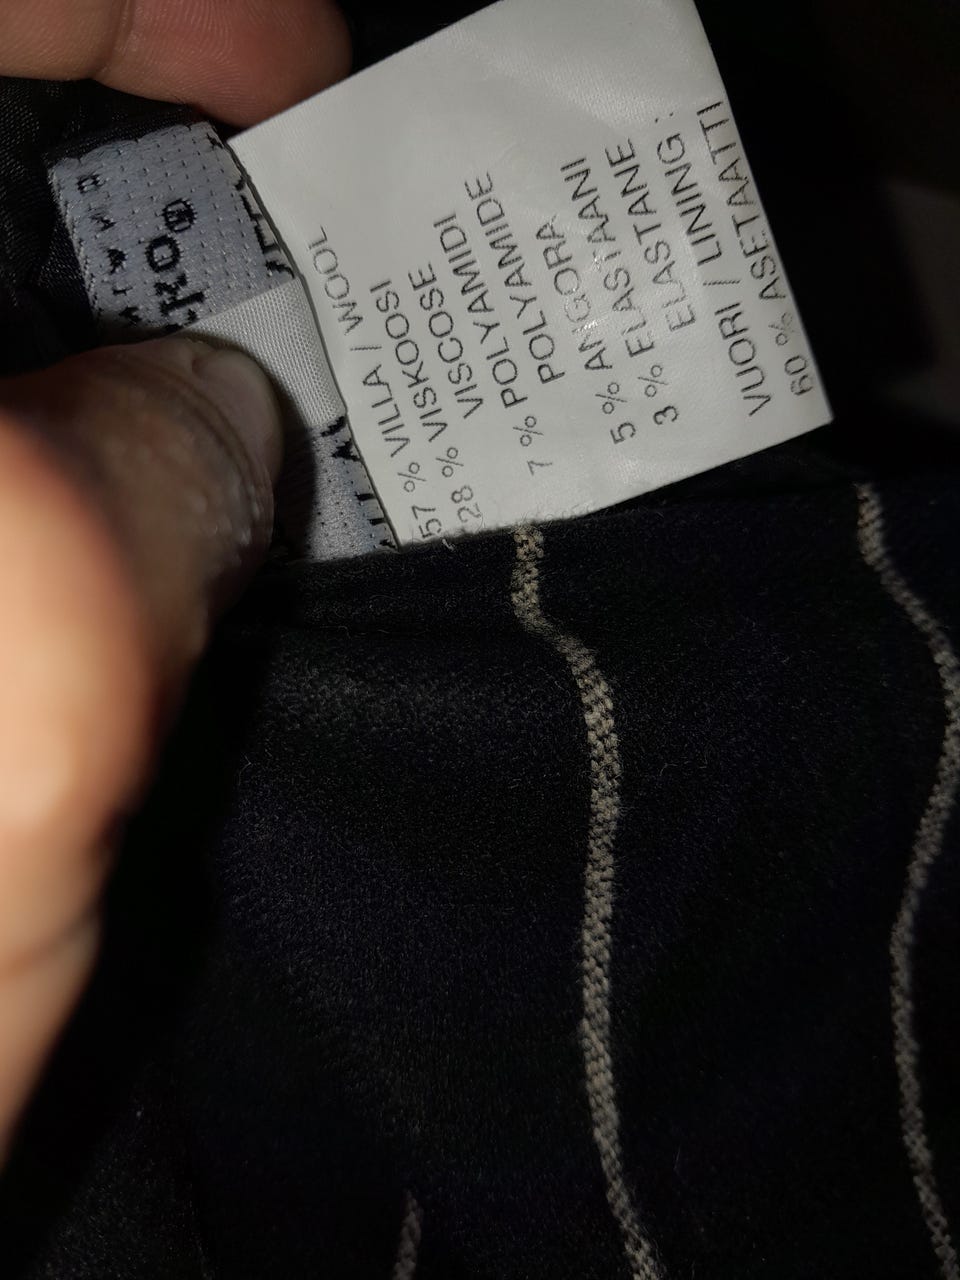 57 % VILLA / WOOL
28 % VISKOOSI
VISCOSE
7 % POLYAMIDI
POLYAMIDE
5 % ANGORA
3 % ELASTAANI
ELASTANE
VUORI / LINING:
60 % ASETAATTI